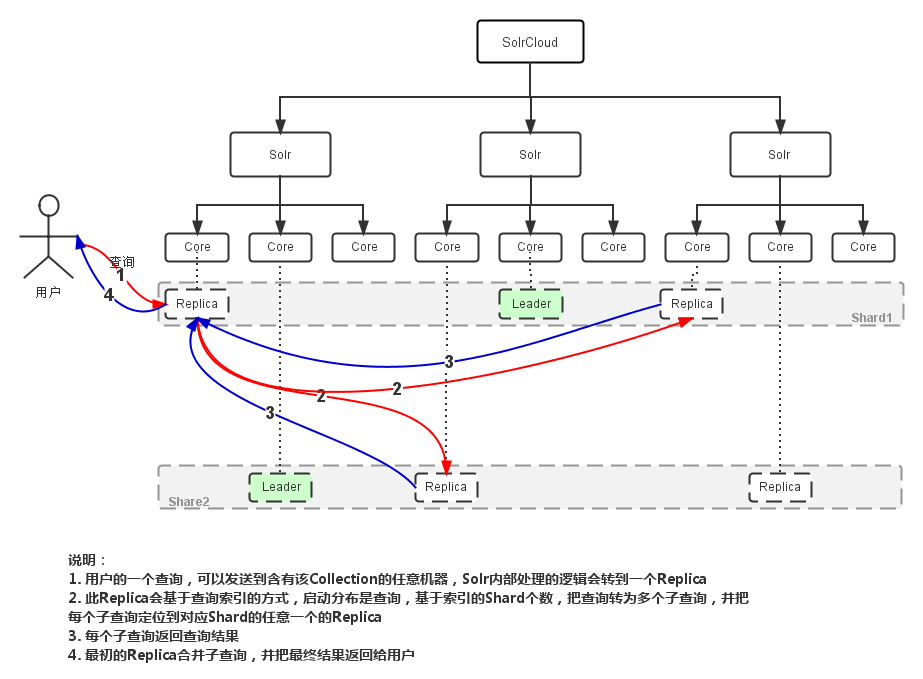 SolrCloud
Solr Solr Solr
Core Core Core Core Core Core Core Core Core
查询
1
用户
4
Replica Leader Replica
Shard1
3
2 2
3
Leader Replica Replica
Share2
说明：
1. 用户的一个查询，可以发送到含有该Collection的任意机器，Solr内部处理的逻辑会转到一个Replica
2. 此Replica会基于查询索引的方式，启动分布是查询，基于索引的Shard个数，把查询转为多个子查询，并把
每个子查询定位到对应Shard的任意一个的Replica
3. 每个子查询返回查询结果
4. 最初的Replica合并子查询，并把最终结果返回给用户